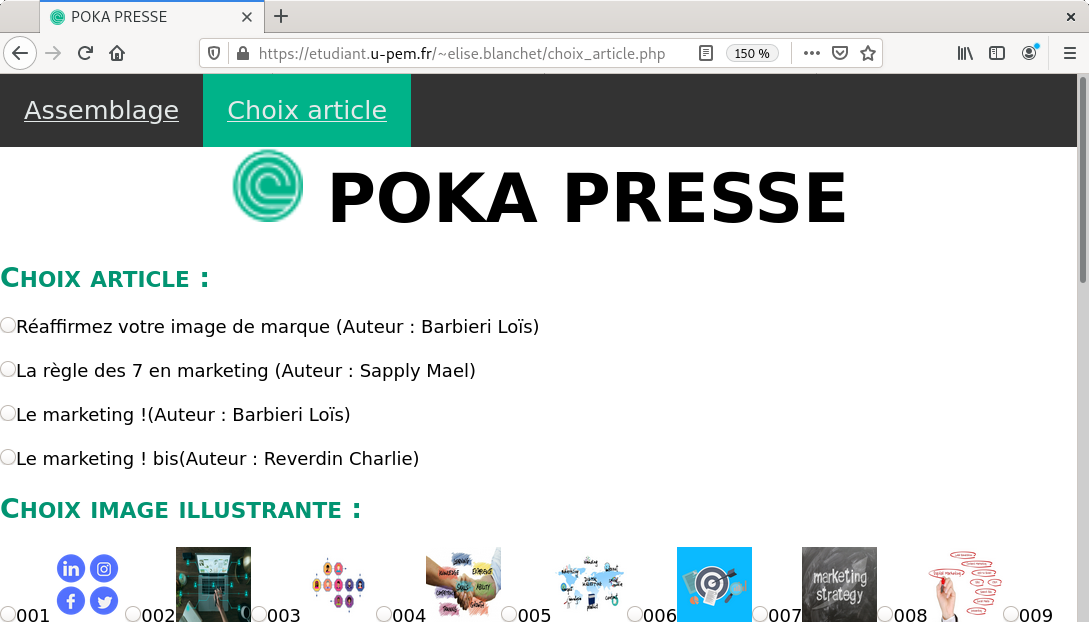 POKA PRESSE
https://etudiant.u-pem.fr/~elise.blanchet/choix_article.php
150 %
Assemblage
Choix article
POKA PRESSE
Choix article :
Réaffirmez votre image de marque (Auteur : Barbieri Loïs)
La règle des 7 en marketing (Auteur : Sapply Mael)
Le marketing !(Auteur : Barbieri Loïs)
Le marketing ! bis(Auteur : Reverdin Charlie)
Choix image illustrante :
marketing
strategy
001 002 003 004 005 006 007 008 009